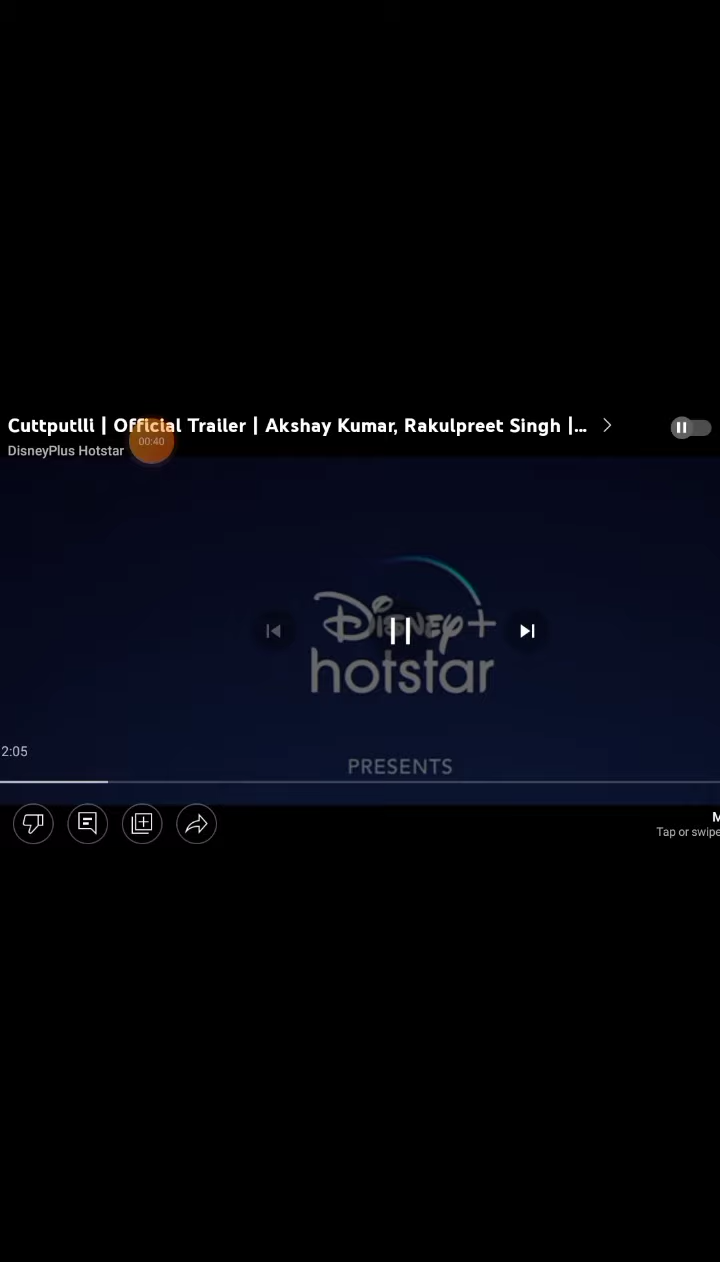 Cuttputlli | Official Trailer | Akshay Kumar, Rakulpreet Singh |...
DisneyPlus Hotstar
00:40
Disney+
hotstar
2:05
PRESENTS
M
Tap or swipe